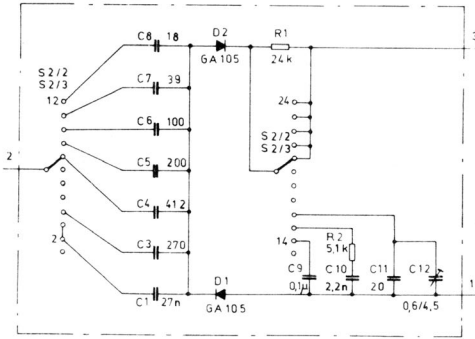 C8 18
D2
GA 105
R1
24k
3
S2/2
S2/3
12
C7 39
C6 100
24
S2/2
S2/3
2
C5 200
C4 412
C3 270
2
14
R2
5,1k
C9
0,1µ
C10
2,2n
C11
20
C12
0,6/4,5
C1 27n
D1
GA 105
1